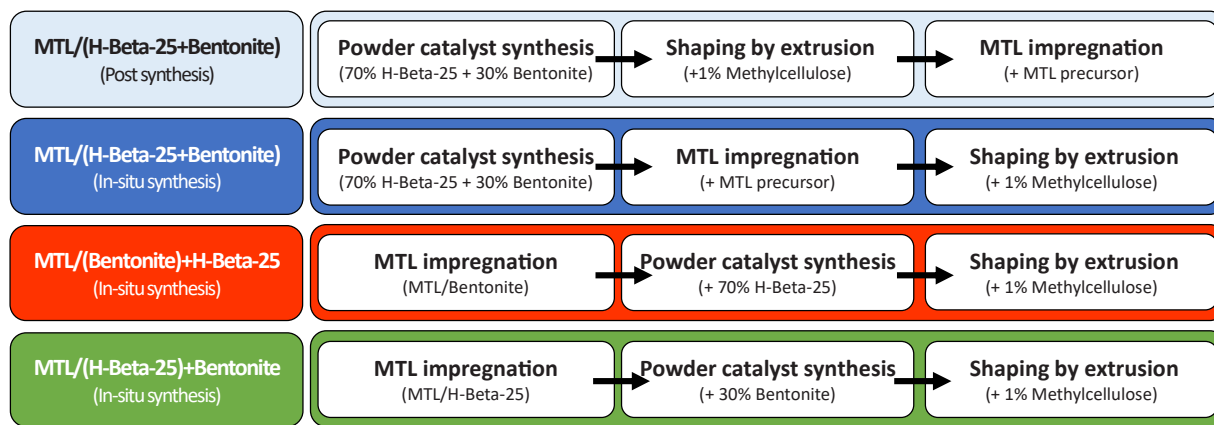 MTL/(H-Beta-25+Bentonite)
(Post synthesis)
Powder catalyst synthesis
(70% H-Beta-25 + 30% Bentonite)
Shaping by extrusion
(+1% Methylcellulose)
MTL impregnation
(+ MTL precursor)
MTL/(H-Beta-25+Bentonite)
(In-situ synthesis)
Powder catalyst synthesis
(70% H-Beta-25 + 30% Bentonite)
MTL impregnation
(+ MTL precursor)
Shaping by extrusion
(+ 1% Methylcellulose)
MTL/(Bentonite)+H-Beta-25
(In-situ synthesis)
MTL impregnation
(MTL/Bentonite)
Powder catalyst synthesis
(+ 70% H-Beta-25)
Shaping by extrusion
(+ 1% Methylcellulose)
MTL/(H-Beta-25)+Bentonite
(In-situ synthesis)
MTL impregnation
(MTL/H-Beta-25)
Powder catalyst synthesis
(+ 30% Bentonite)
Shaping by extrusion
(+ 1% Methylcellulose)